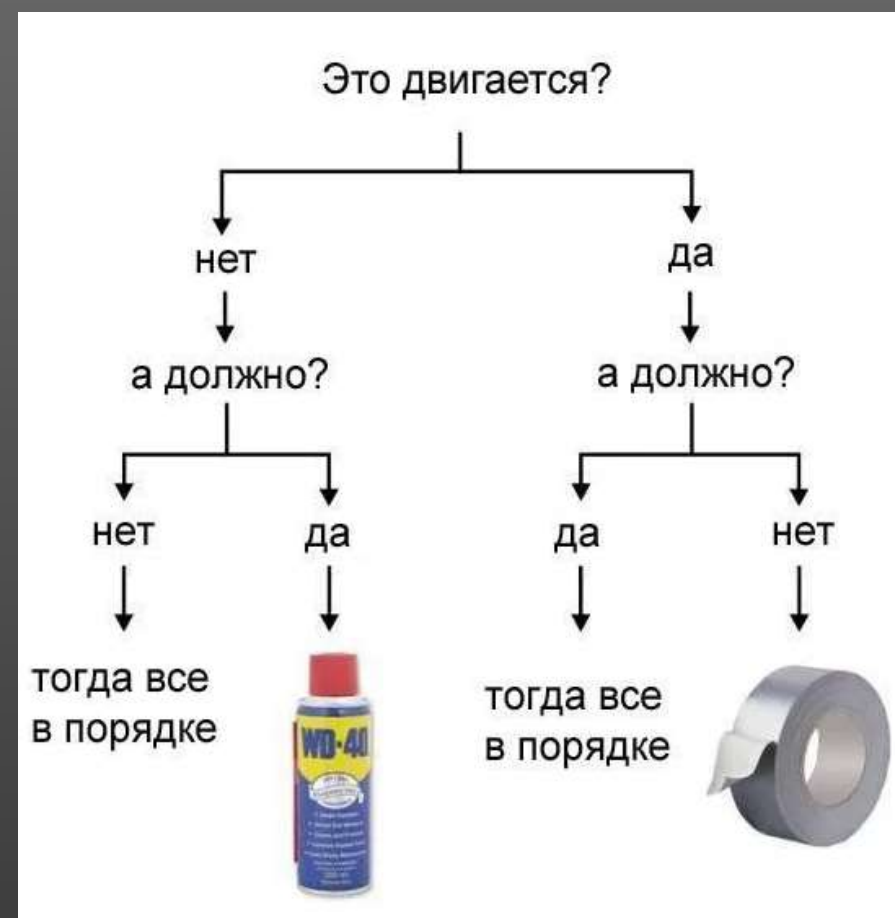 Это двигается?
нет
да
а должно?
а должно?
нет
да
да
нет
тогда все
в порядке
WD-40
тогда все
в порядке